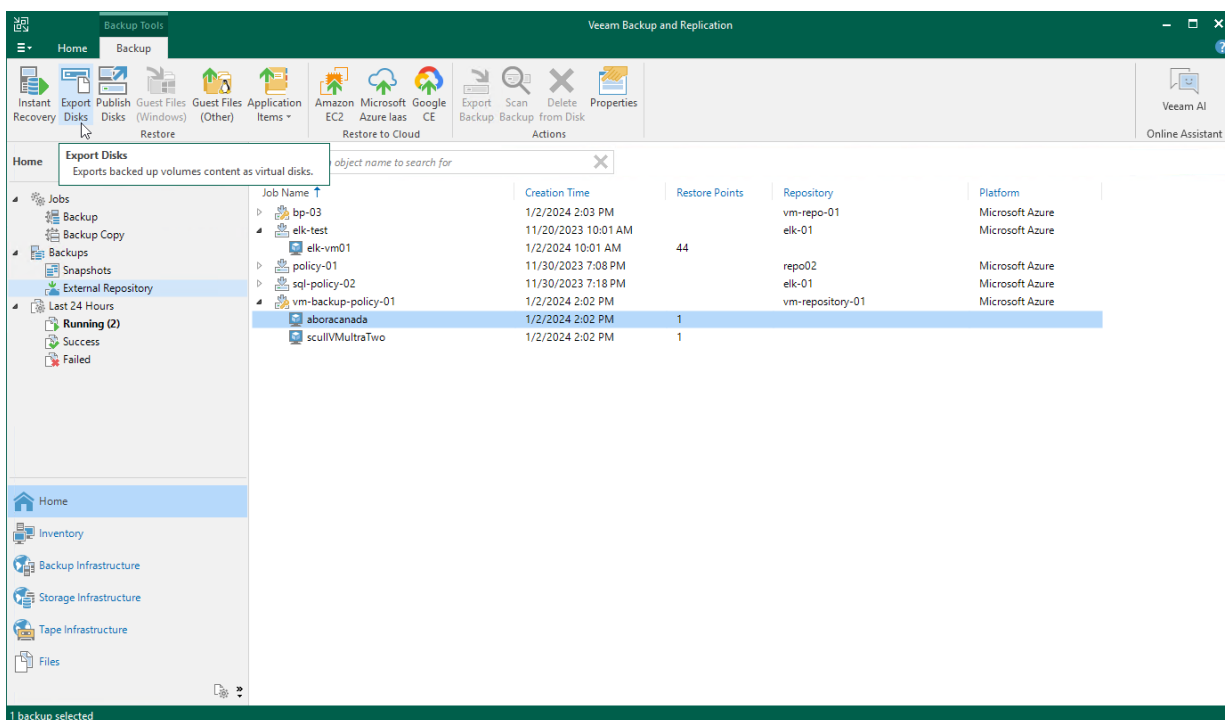 Backup Tools
Veeam Backup and Replication
Home Backup
Instant Recovery
Export Disks
Publish Disks
Guest Files (Windows)
Guest Files (Other)
Application Items
Amazon EC2
Microsoft Azure Iaas
Google CE
Export Backup
Scan Backup
Delete from Disk
Properties
Veeam AI
Restore
Restore to Cloud
Actions
Online Assistant
Home
Export Disks
Exports backed up volumes content as virtual disks.
object name to search for
Jobs
Backup
Backup Copy
Backups
Snapshots
External Repository
Last 24 Hours
Running (2)
Success
Failed
Job Name Creation Time Restore Points Repository Platform
bp-03 1/2/2024 2:03 PM vm-repo-01 Microsoft Azure
elk-test 11/20/2023 10:01 AM elk-01 Microsoft Azure
elk-vm01 1/2/2024 10:01 AM 44
policy-01 11/30/2023 7:08 PM repo02 Microsoft Azure
sql-policy-02 11/30/2023 7:18 PM elk-01 Microsoft Azure
vm-backup-policy-01 1/2/2024 2:02 PM vm-repository-01 Microsoft Azure
aboracanada 1/2/2024 2:02 PM 1
scullVMultraTwo 1/2/2024 2:02 PM 1
Home
Inventory
Backup Infrastructure
Storage Infrastructure
Tape Infrastructure
Files
1 backup selected